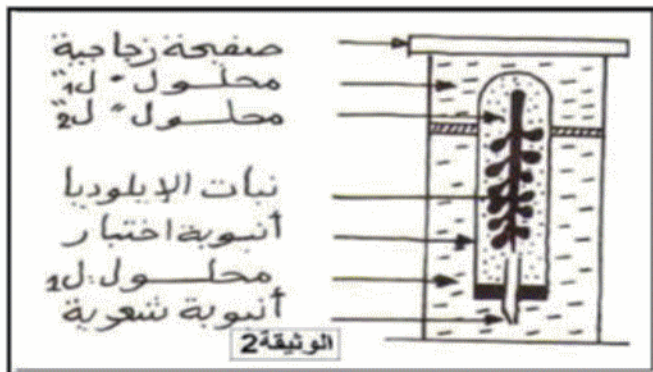 صفيحة زجاجية
محلول "ل1"
محلول "ل2"
نبات الإيلوديا
أنبوبة اختبار
محلول ل1
أنبوبة شعرية
الوثيقة2